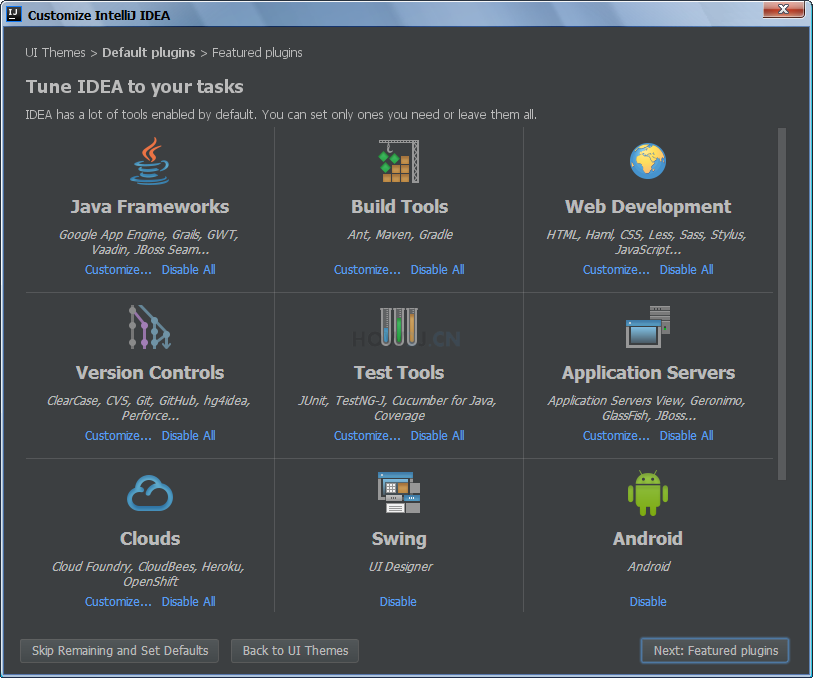 IJ
Customize IntelliJ IDEA
UI Themes > Default plugins > Featured plugins
Tune IDEA to your tasks
IDEA has a lot of tools enabled by default. You can set only ones you need or leave them all.
Java Frameworks
Google App Engine, Grails, GWT,
Vaadin, JBoss Seam...
Customize... Disable All
Build Tools
Ant, Maven, Gradle
Customize... Disable All
Web Development
HTML, Haml, CSS, Less, Sass, Stylus,
JavaScript...
Customize... Disable All
Version Controls
ClearCase, CVS, Git, GitHub, hg4idea,
Perforce...
Customize... Disable All
Test Tools
JUnit, TestNG-J, Cucumber for Java,
Coverage
Customize... Disable All
Application Servers
Application Servers View, Geronimo,
GlassFish, JBoss...
Customize... Disable All
Clouds
Cloud Foundry, CloudBees, Heroku,
OpenShift
Customize... Disable All
Swing
UI Designer
Disable
Android
Android
Disable
Skip Remaining and Set Defaults
Back to UI Themes
Next: Featured plugins